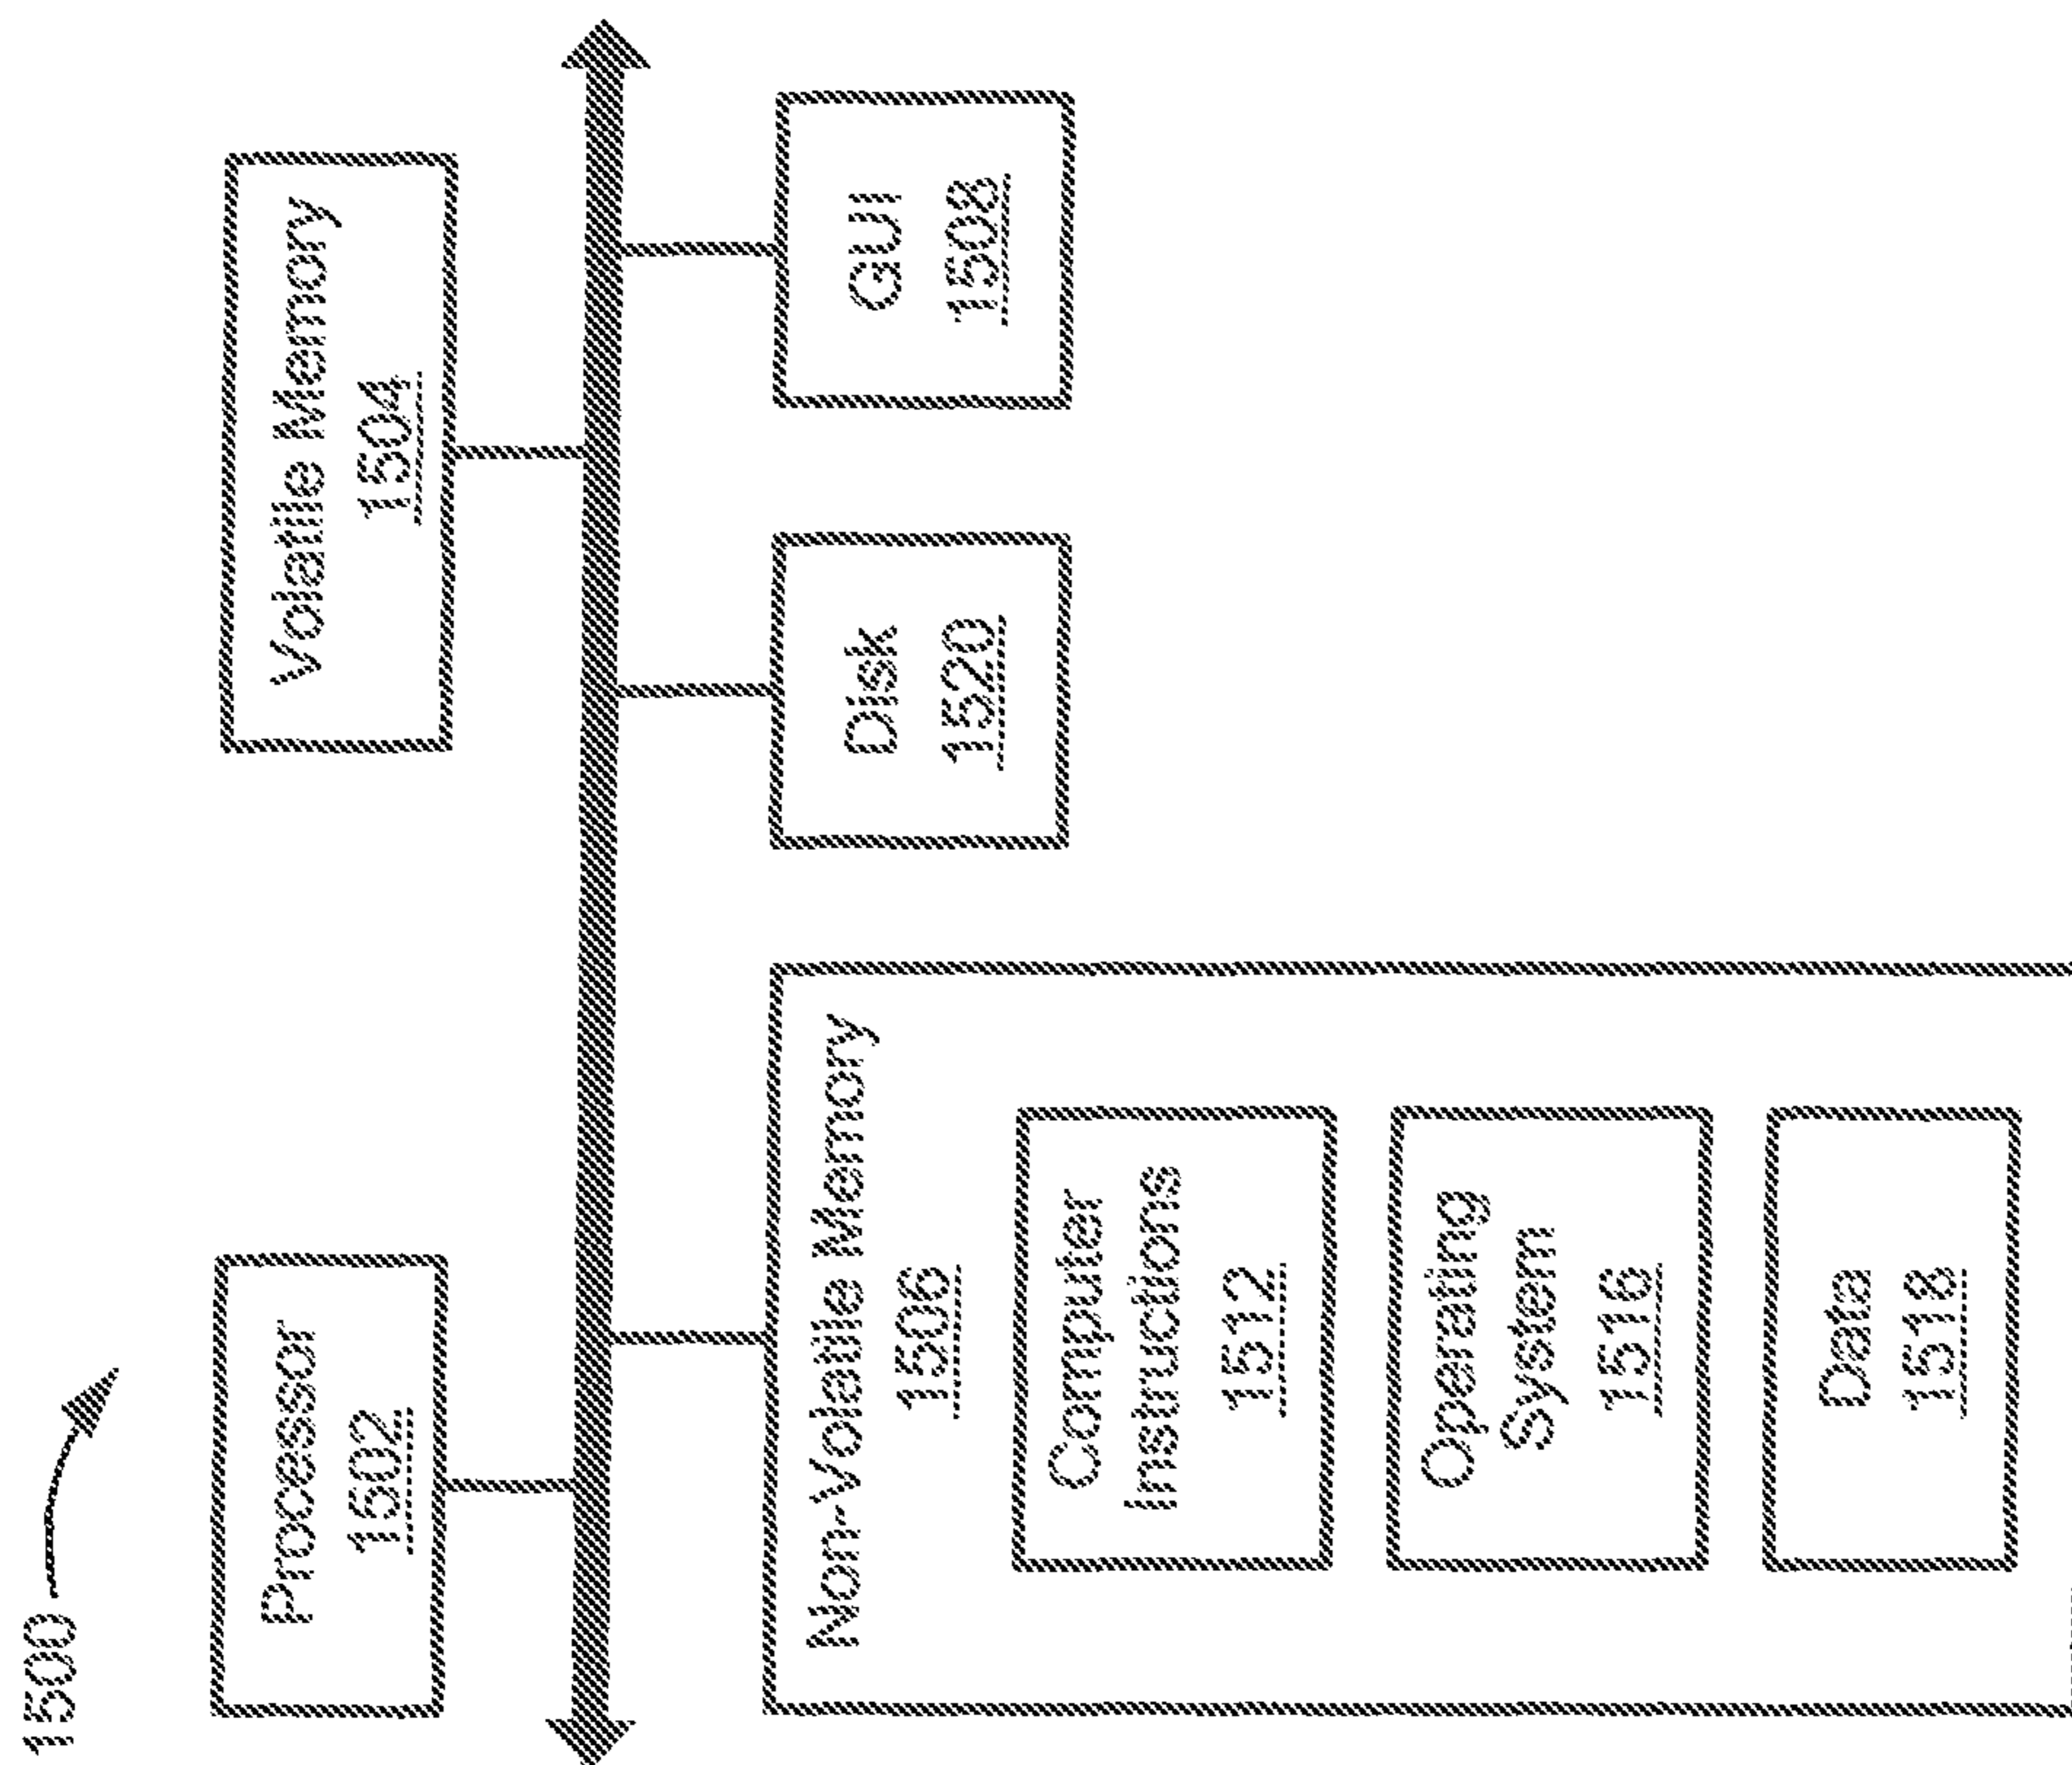 1500
Processor
1502
Volatile Memory
1504
Non-Volatile Memory
1506
Computer
Instructions
1512
Operating
System
1516
Data
1518
Disk
1520
GUI
1508